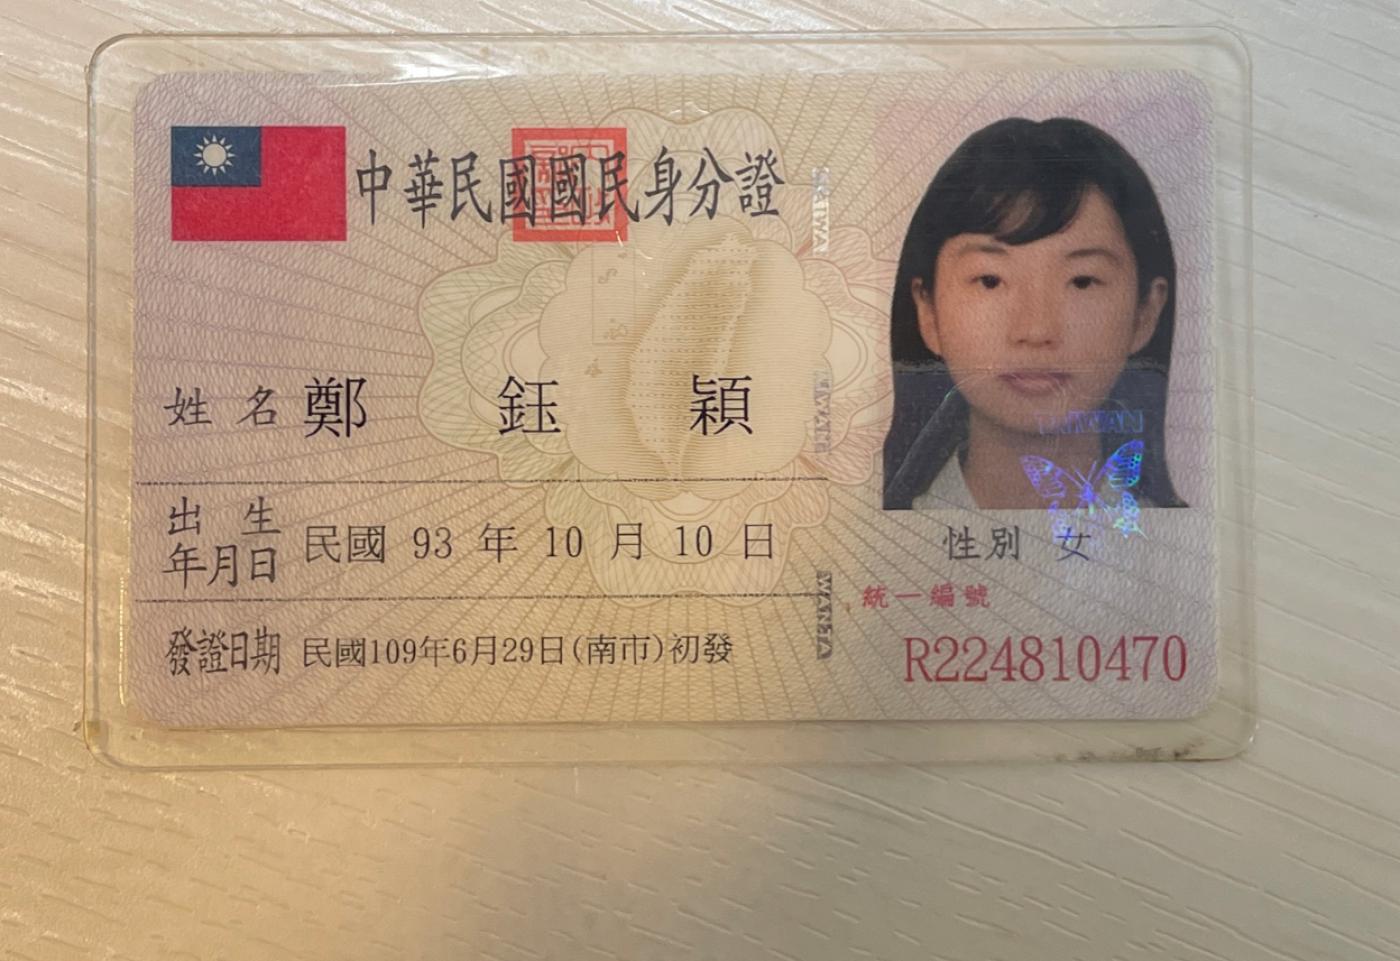 中華民國國民身分證
姓名 鄭鈺穎
出生年月日 民國 93 年 10 月 10 日
發證日期 民國109年6月29日(南市)初發
TAIWAN
性別 女
統一編號
R224810470